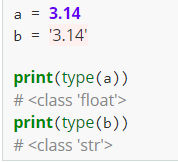 a = 3.14
b = '3.14'
print(type(a))
# <class 'float'>
print(type(b))
# <class 'str'>